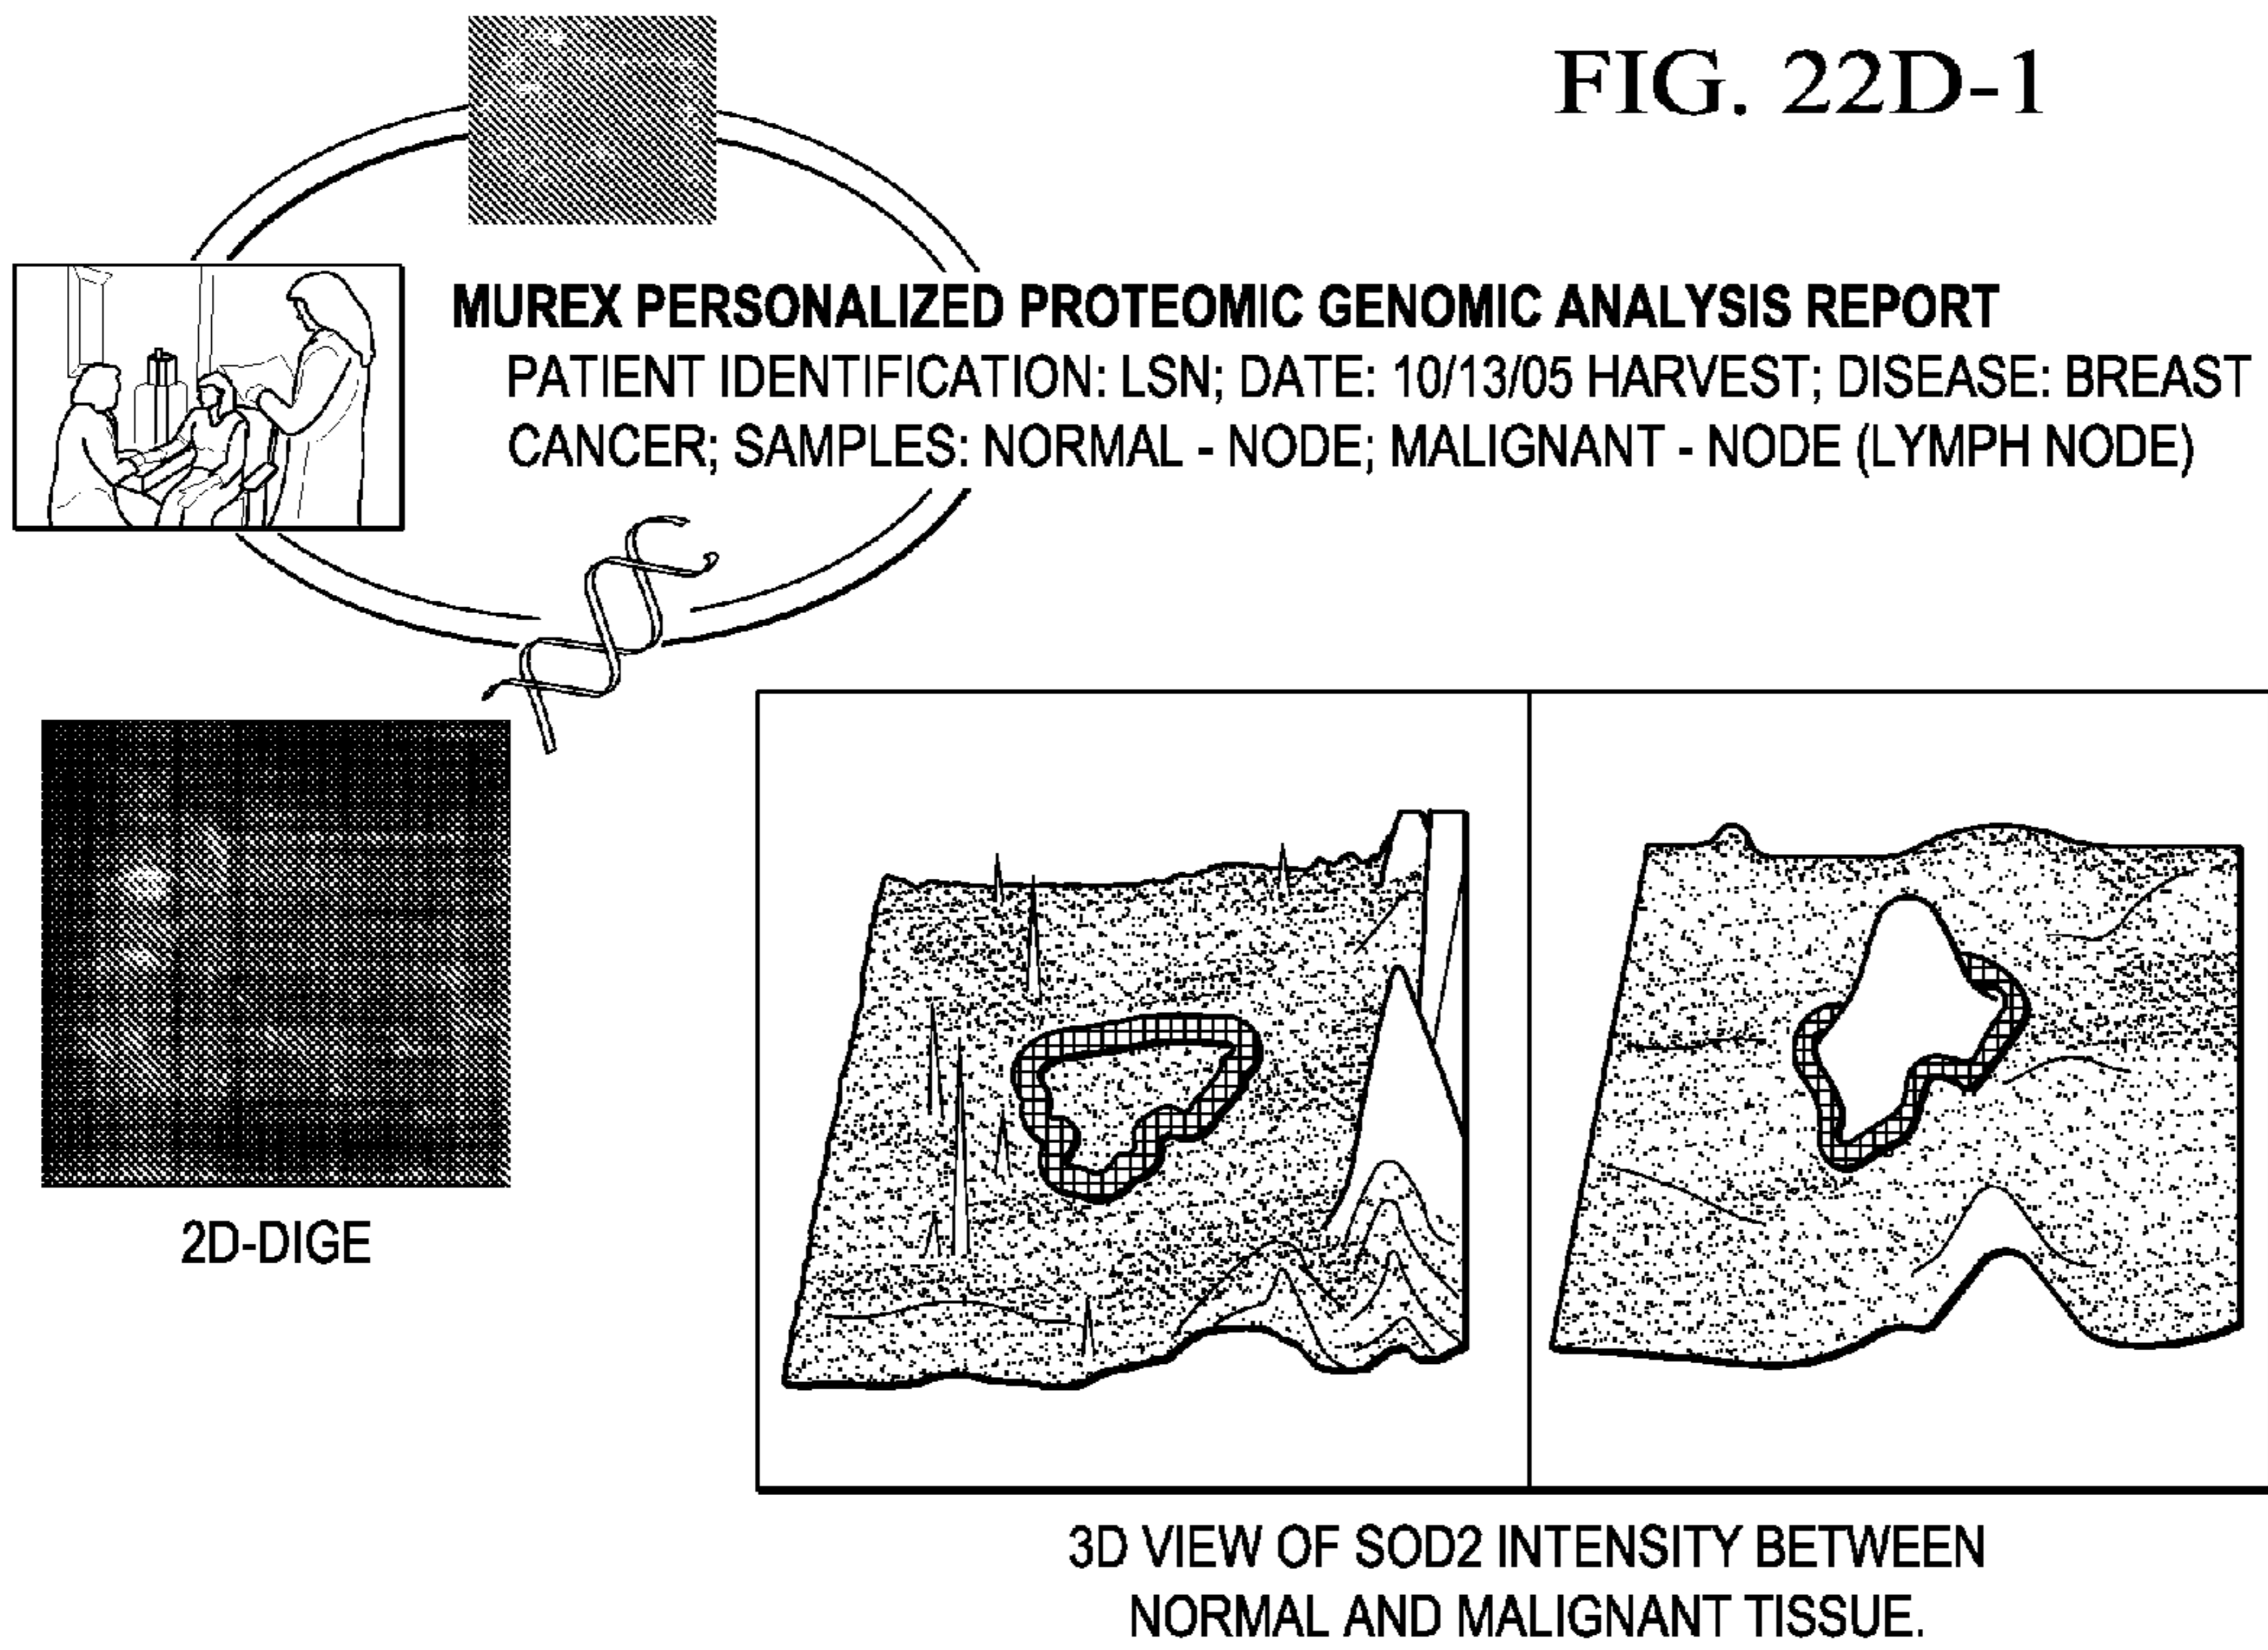 FIG. 22D-1
MUREX PERSONALIZED PROTEOMIC GENOMIC ANALYSIS REPORT
PATIENT IDENTIFICATION: LSN; DATE: 10/13/05 HARVEST; DISEASE: BREAST
CANCER; SAMPLES: NORMAL - NODE; MALIGNANT - NODE (LYMPH NODE)
2D-DIGE
3D VIEW OF SOD2 INTENSITY BETWEEN
NORMAL AND MALIGNANT TISSUE.